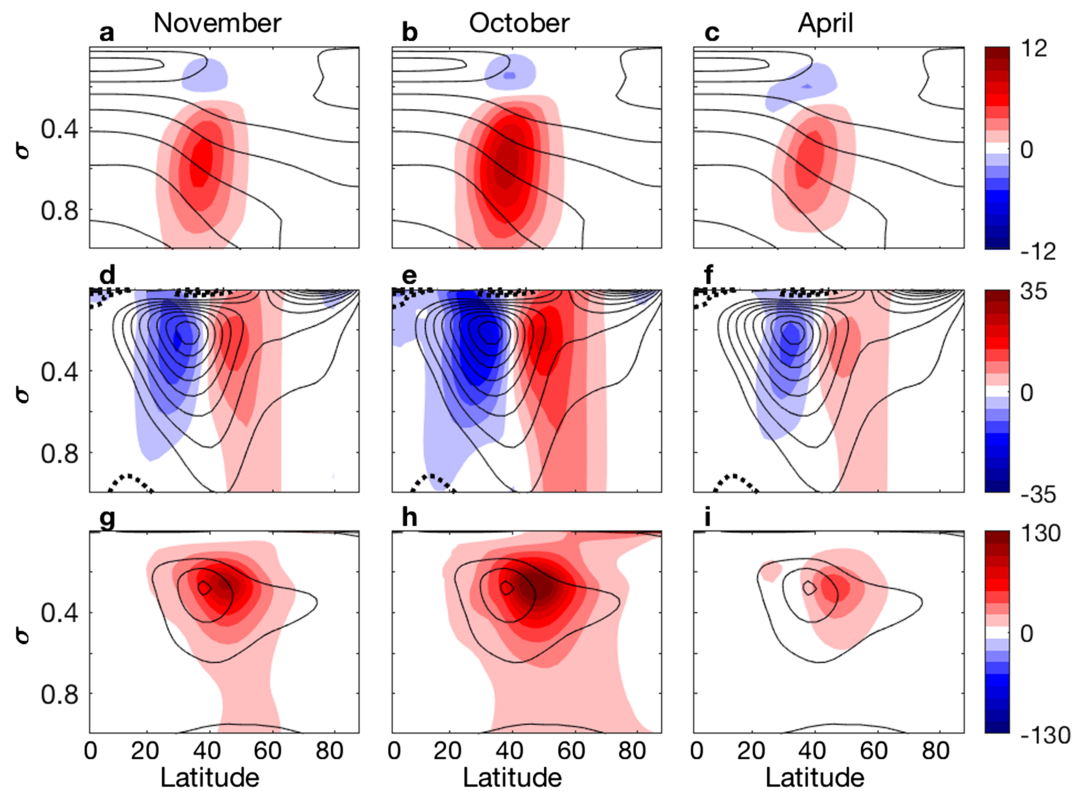 November October April
a b c
12
0.4
σ
0
0.8
-12
d e f
35
0.4
σ
0
0.8
-35
g h i
130
0.4
σ
0
0.8
-130
0 20 40 60 80 0 20 40 60 80 0 20 40 60 80
Latitude Latitude Latitude